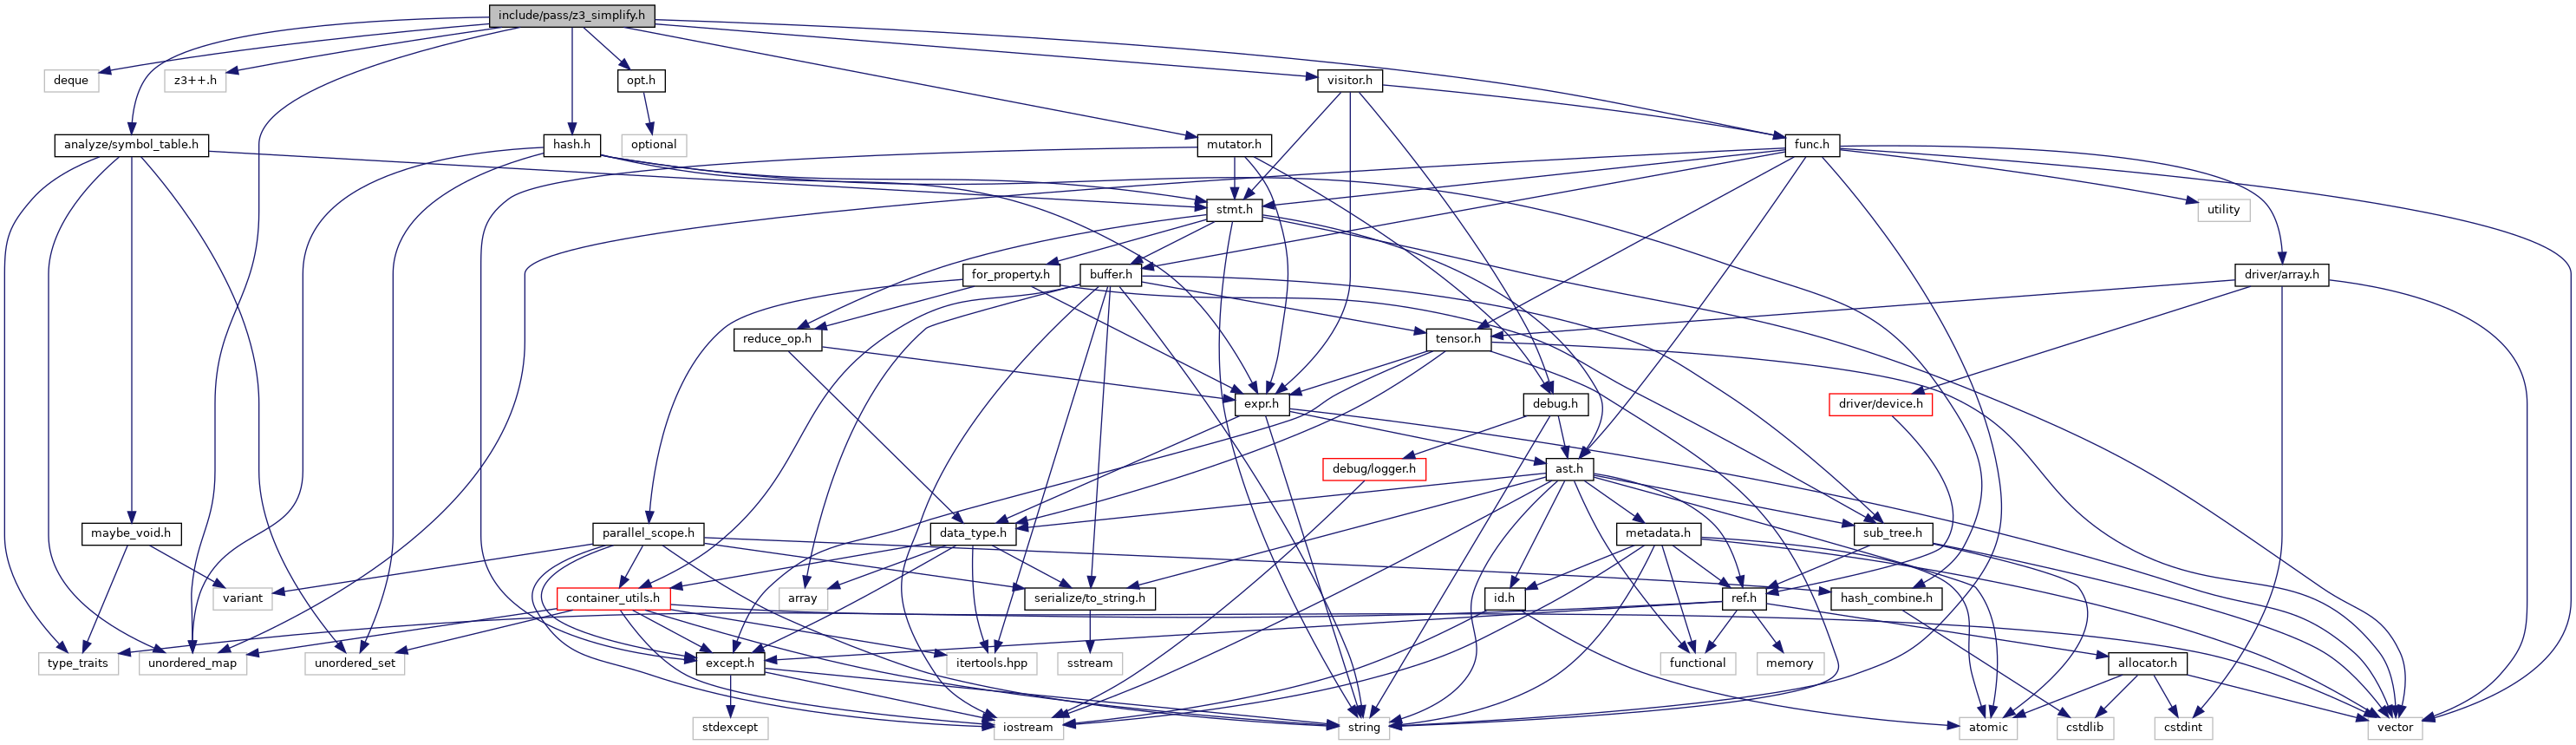 include/pass/z3_simplify.h
deque
z3++.h
opt.h
visitor.h
analyze/symbol_table.h
hash.h
optional
mutator.h
func.h
stmt.h
utility
for_property.h
buffer.h
driver/array.h
reduce_op.h
tensor.h
expr.h
debug.h
driver/device.h
debug/logger.h
ast.h
maybe_void.h
parallel_scope.h
data_type.h
metadata.h
sub_tree.h
variant
container_utils.h
array
serialize/to_string.h
id.h
ref.h
hash_combine.h
type_traits
unordered_map
unordered_set
except.h
itertools.hpp
sstream
functional
memory
allocator.h
stdexcept
iostream
string
atomic
cstdlib
cstdint
vector